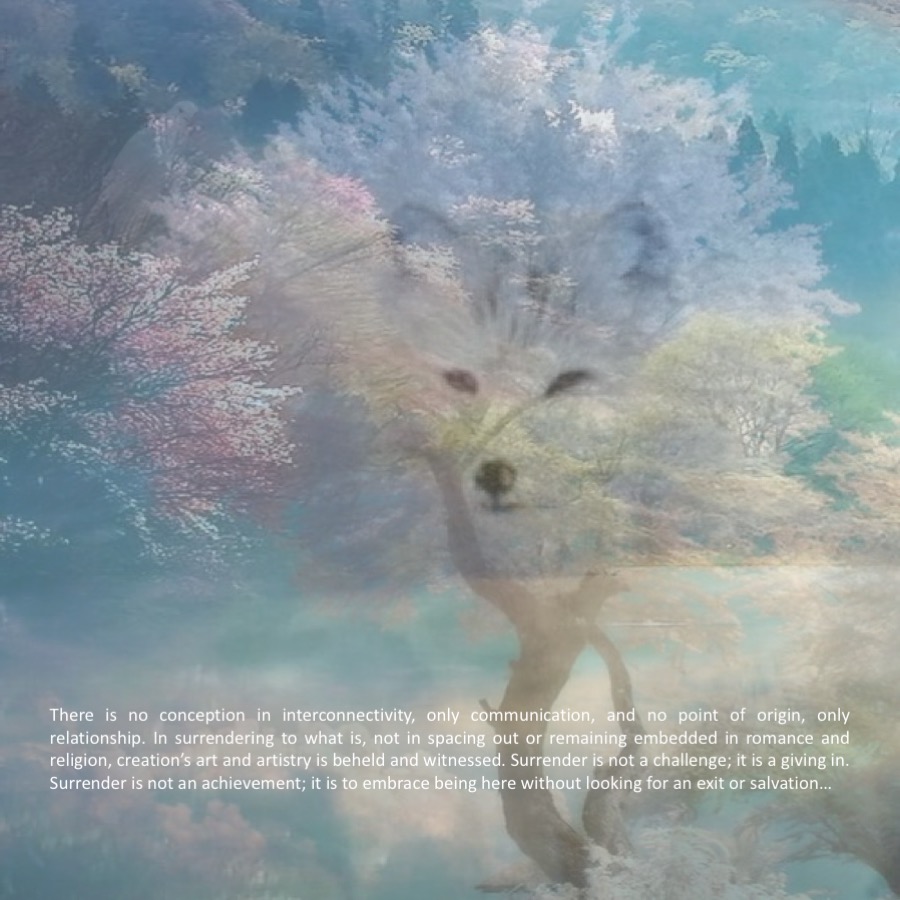 There is no conception in interconnectivity, only communication, and no point of origin, only
relationship. In surrendering to what is, not in spacing out or remaining embedded in romance and
religion, creation’s art and artistry is beheld and witnessed. Surrender is not a challenge; it is a giving in.
Surrender is not an achievement; it is to embrace being here without looking for an exit or salvation…